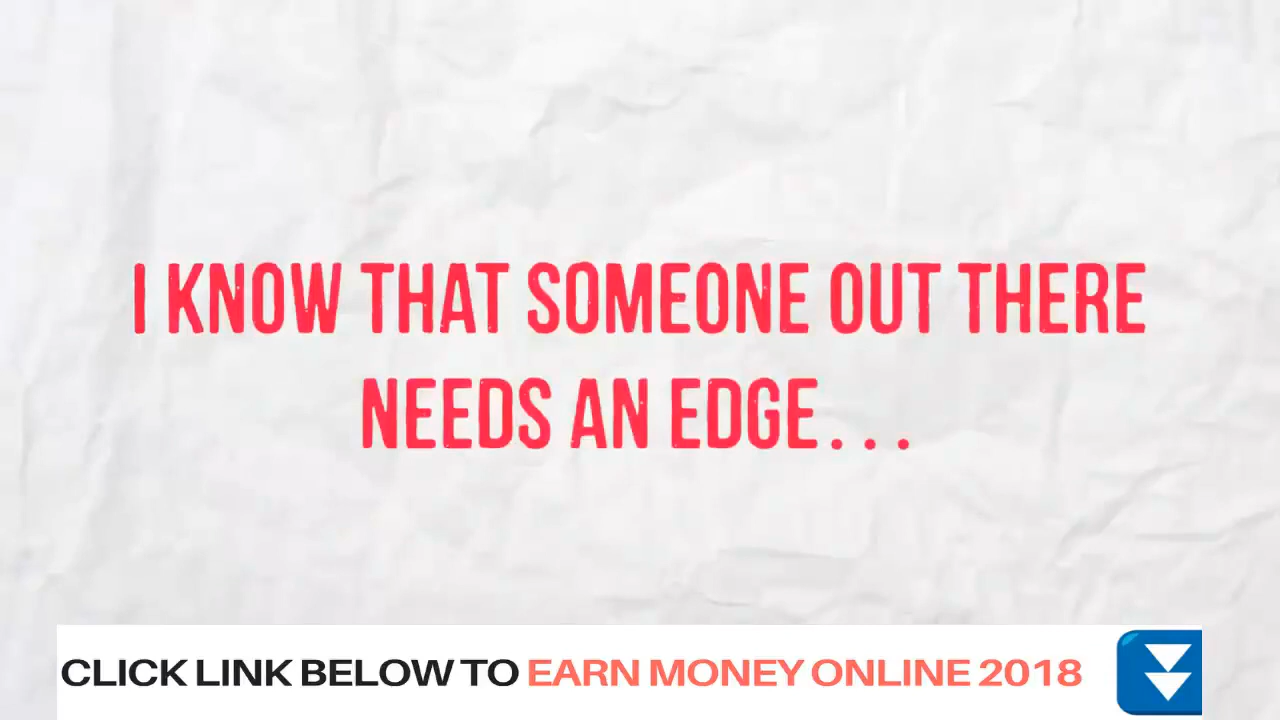 I KNOW THAT SOMEONE OUT THERE
NEEDS AN EDGE...
CLICK LINK BELOW TO EARN MONEY ONLINE 2018